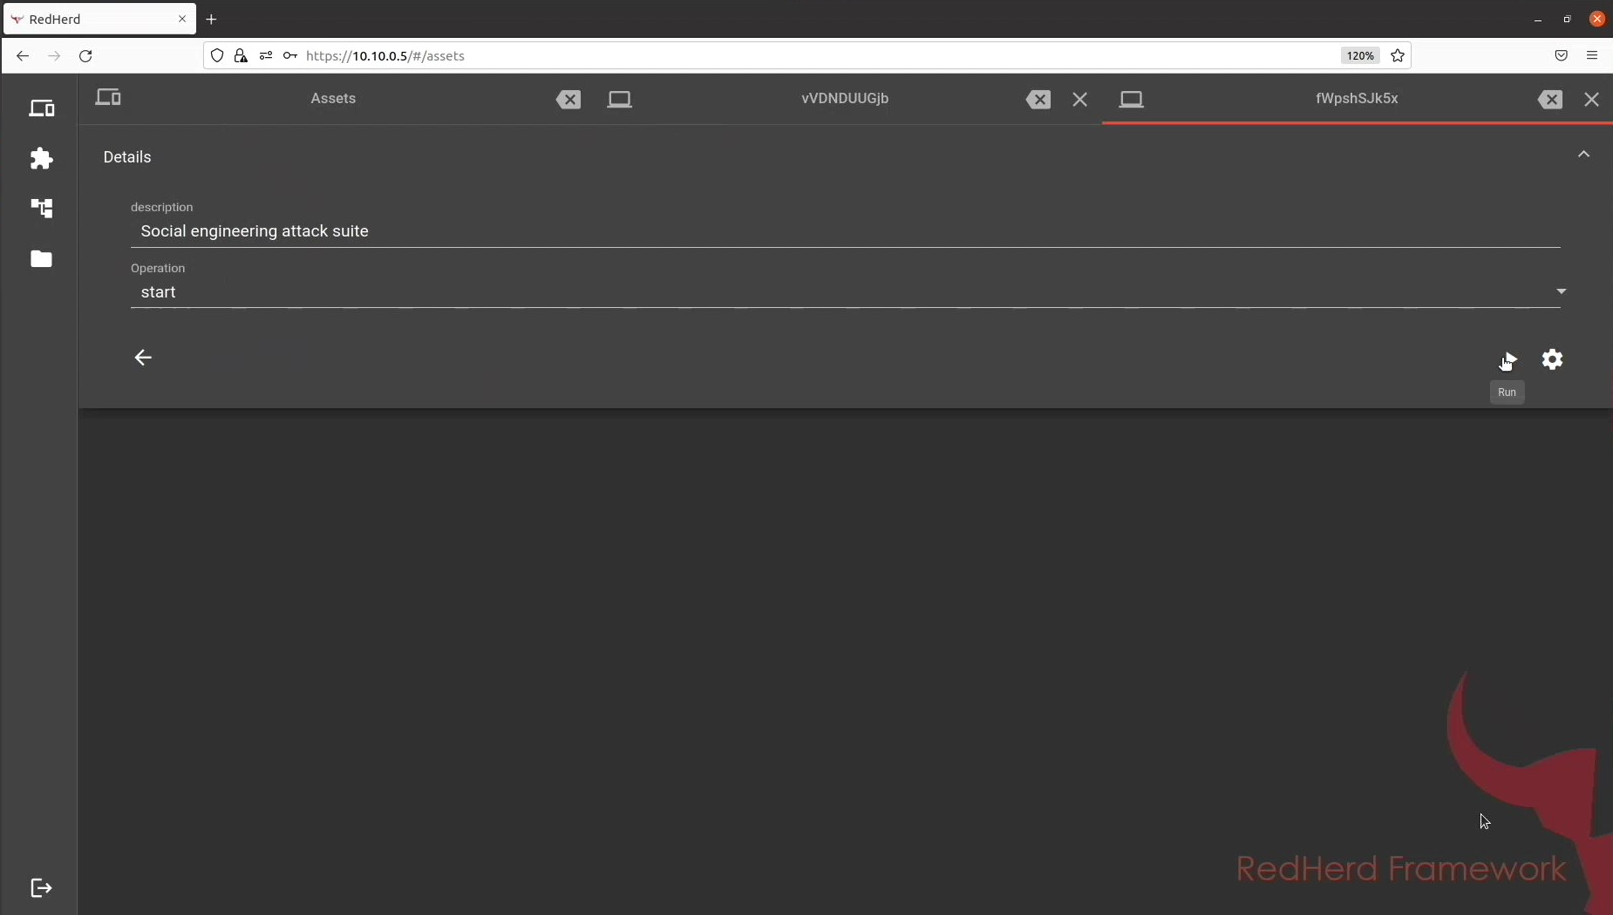 RedHerd
https://10.10.0.5/#/assets
120%
Assets
vVDNDUUGjb
fWpshSJk5x
Details
description
Social engineering attack suite
Operation
start
Run
RedHerd Framework